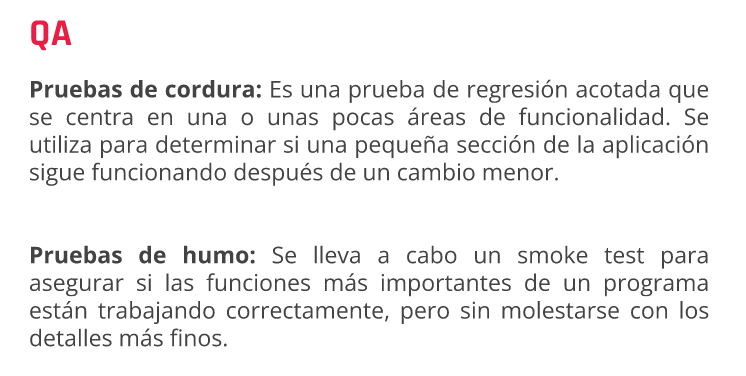 QA
Pruebas de cordura: Es una prueba de regresión acotada que
se centra en una o unas pocas áreas de funcionalidad. Se
utiliza para determinar si una pequeña sección de la aplicación
sigue funcionando después de un cambio menor.
Pruebas de humo: Se lleva a cabo un smoke test para
asegurar si las funciones más importantes de un programa
están trabajando correctamente, pero sin molestarse con los
detalles más finos.